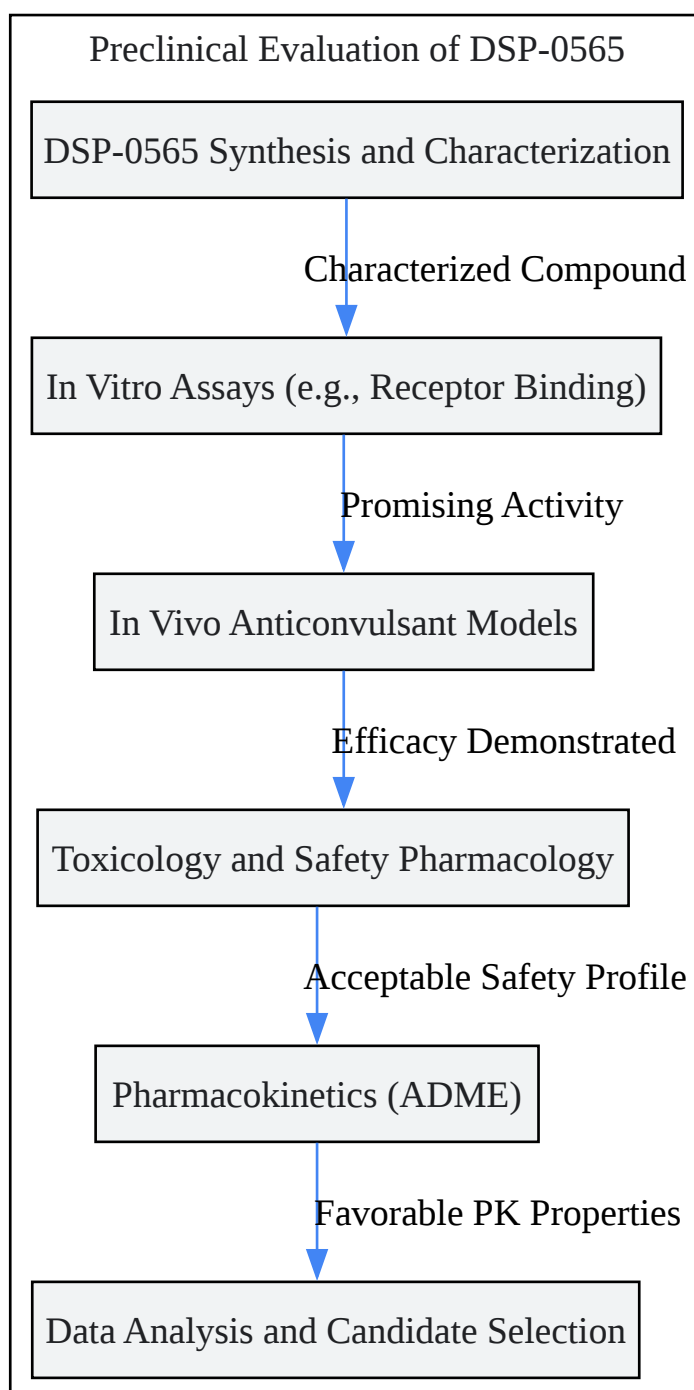 Preclinical Evaluation of DSP-0565
DSP-0565 Synthesis and Characterization
Characterized Compound
In Vitro Assays (e.g., Receptor Binding)
Promising Activity
In Vivo Anticonvulsant Models
Efficacy Demonstrated
Toxicology and Safety Pharmacology
Acceptable Safety Profile
Pharmacokinetics (ADME)
Favorable PK Properties
Data Analysis and Candidate Selection